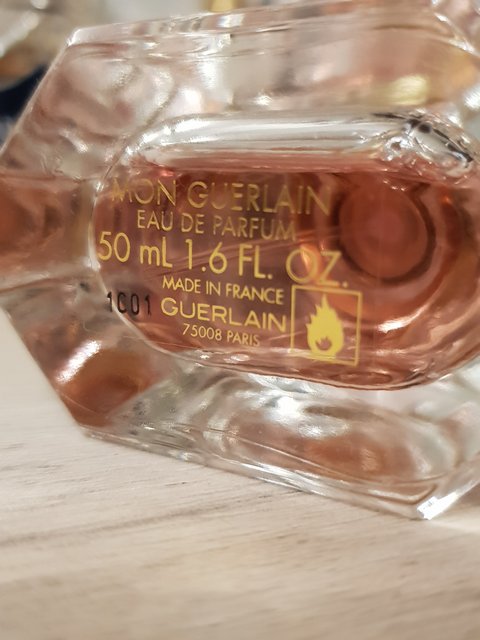 MON GUERLAIN
EAU DE PARFUM
50 mL 1.6 FL. OZ.
MADE IN FRANCE
1C01
GUERLAIN
75008 PARIS